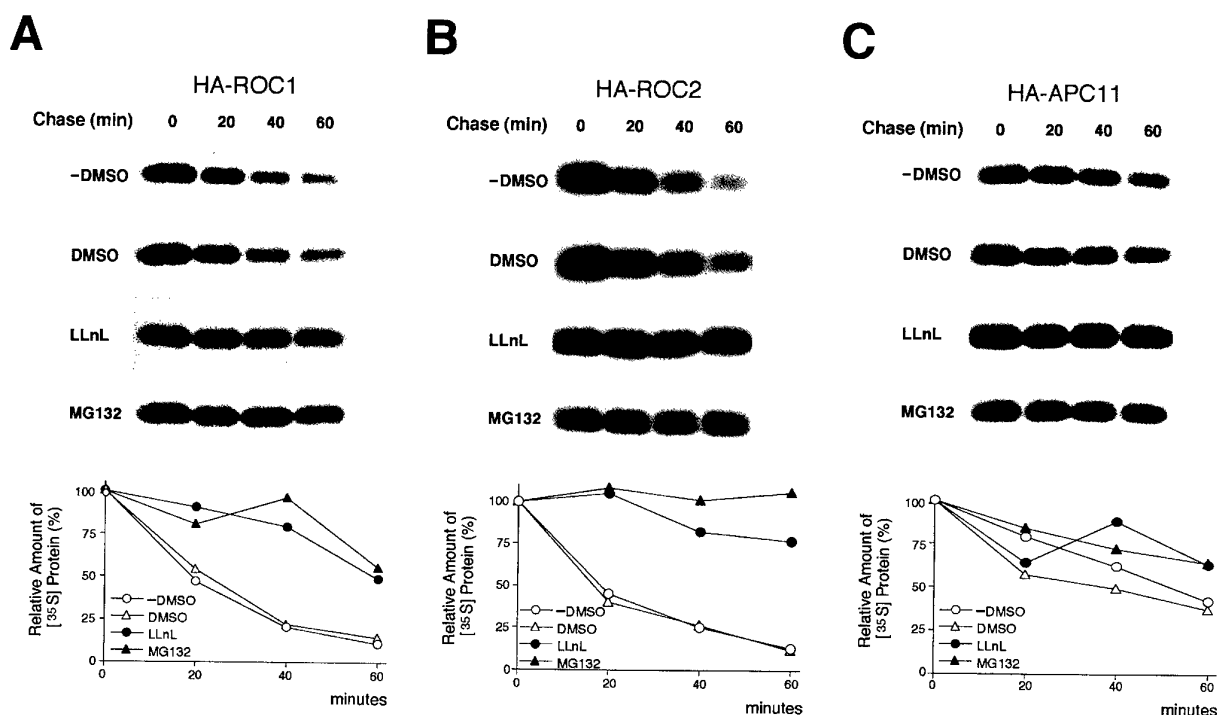 A
HA-ROC1
Chase (min) 0 20 40 60
–DMSO
DMSO
LLnL
MG132
Relative Amount of
[35S] Protein (%)
100
75
50
25
0
–DMSO
DMSO
LLnL
MG132
0 20 40 60
minutes
B
HA-ROC2
Chase (min) 0 20 40 60
–DMSO
DMSO
LLnL
MG132
Relative Amount of
[35S] Protein (%)
100
75
50
25
0
–DMSO
DMSO
LLnL
MG132
0 20 40 60
minutes
C
HA-APC11
Chase (min) 0 20 40 60
–DMSO
DMSO
LLnL
MG132
Relative Amount of
[35S] Protein (%)
100
75
50
25
0
–DMSO
DMSO
LLnL
MG132
0 20 40 60
minutes